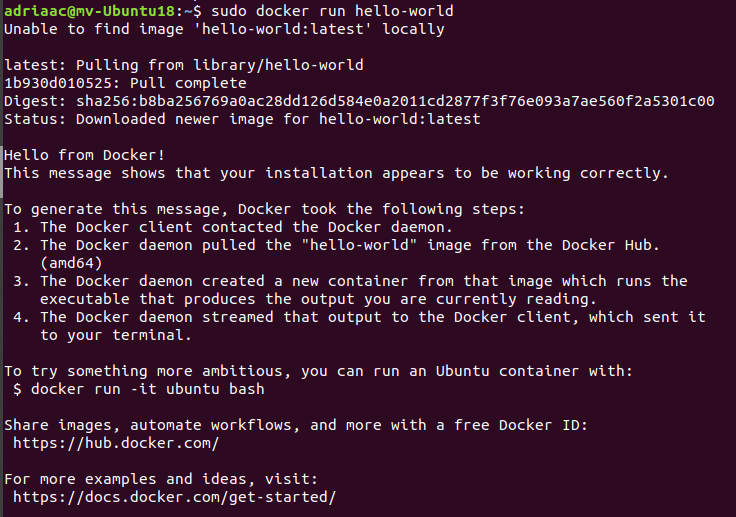 adriaac@mv-Ubuntu18:~$ sudo docker run hello-world
Unable to find image 'hello-world:latest' locally
latest: Pulling from library/hello-world
1b930d010525: Pull complete
Digest: sha256:b8ba256769a0ac28dd126d584e0a2011cd2877f3f76e093a7ae560f2a5301c00
Status: Downloaded newer image for hello-world:latest
Hello from Docker!
This message shows that your installation appears to be working correctly.
To generate this message, Docker took the following steps:
1. The Docker client contacted the Docker daemon.
2. The Docker daemon pulled the "hello-world" image from the Docker Hub.
(amd64)
3. The Docker daemon created a new container from that image which runs the
executable that produces the output you are currently reading.
4. The Docker daemon streamed that output to the Docker client, which sent it
to your terminal.
To try something more ambitious, you can run an Ubuntu container with:
$ docker run -it ubuntu bash
Share images, automate workflows, and more with a free Docker ID:
https://hub.docker.com/
For more examples and ideas, visit:
https://docs.docker.com/get-started/